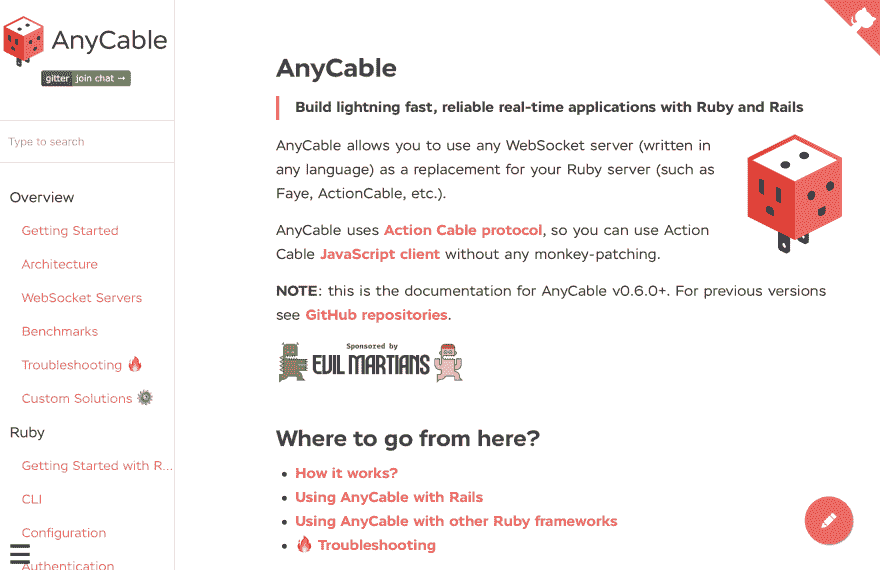 AnyCable
gitter join chat →
Type to search
Overview
Getting Started
Architecture
WebSocket Servers
Benchmarks
Troubleshooting 🔥
Custom Solutions ⚙️
Ruby
Getting Started with R...
CLI
Configuration
Authentication
AnyCable
Build lightning fast, reliable real-time applications with Ruby and Rails
AnyCable allows you to use any WebSocket server (written in
any language) as a replacement for your Ruby server (such as
Faye, ActionCable, etc.).
AnyCable uses Action Cable protocol, so you can use Action
Cable JavaScript client without any monkey-patching.
NOTE: this is the documentation for AnyCable v0.6.0+. For previous versions
see GitHub repositories.
Sponsored by
EVIL MARTIANS
Where to go from here?
• How it works?
• Using AnyCable with Rails
• Using AnyCable with other Ruby frameworks
• 🔥 Troubleshooting